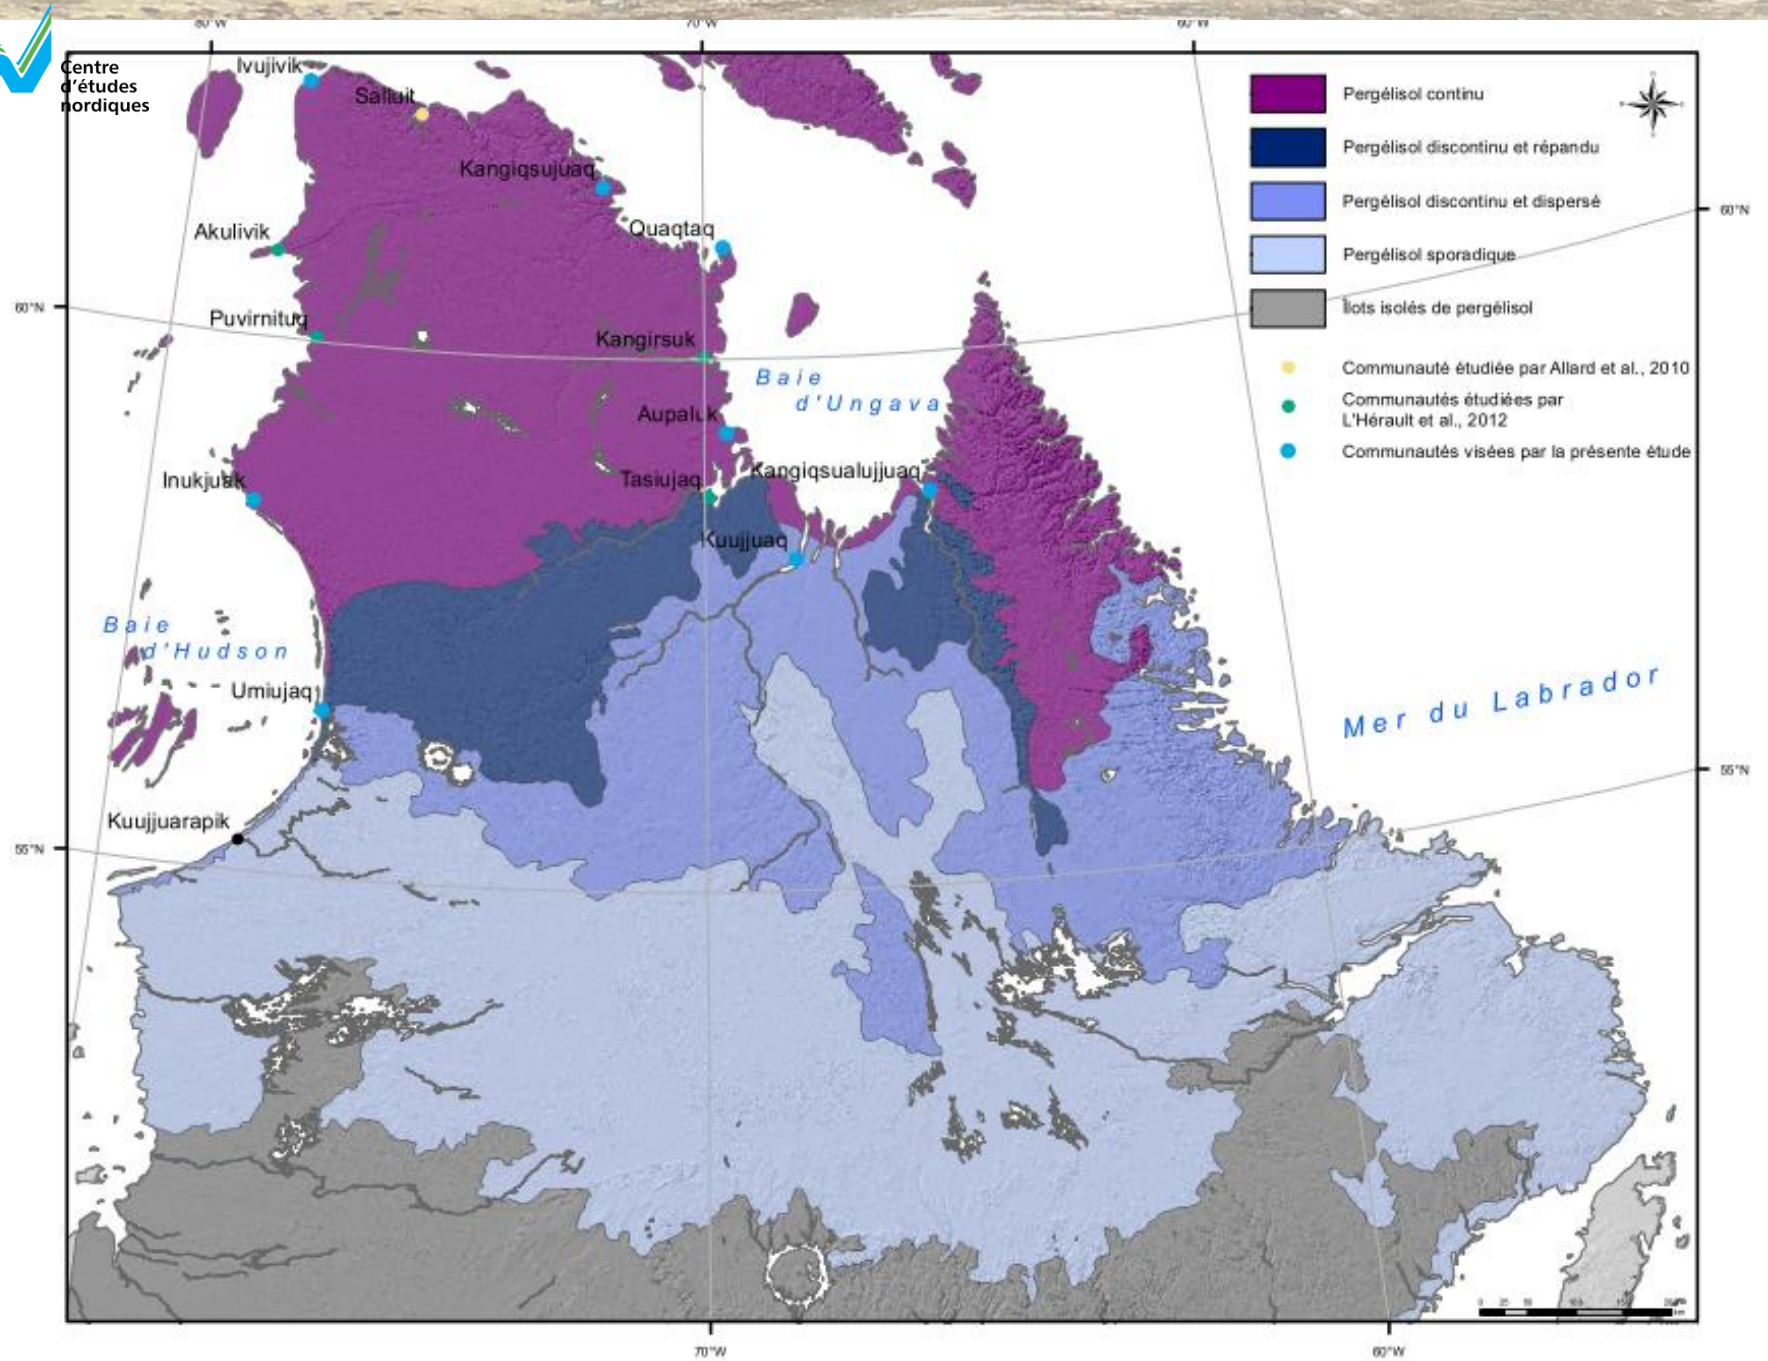 80°W 70°W 60°W
Centre
d'études
nordiques
Ivujivik
Salluit
Kangiqsujuaq
Akulivik
Quaqtaq
Puvirnituq
Kangirsuk
Aupaluk
Inukjuak
Tasiujaq
Kangiqsualujjuaq
Kuujjuaq
Umiujaq
Kuujjuarapik
Baie
d'Ungava
Baie
d'Hudson
Mer du Labrador
Pergélisol continu
Pergélisol discontinu et répandu
Pergélisol discontinu et dispersé
Pergélisol sporadique
Îlots isolés de pergélisol
Communauté étudiée par Allard et al., 2010
Communautés étudiées par
L'Hérault et al., 2012
Communautés visées par la présente étude
60°N
60°N
55°N
55°N
70°W 60°W